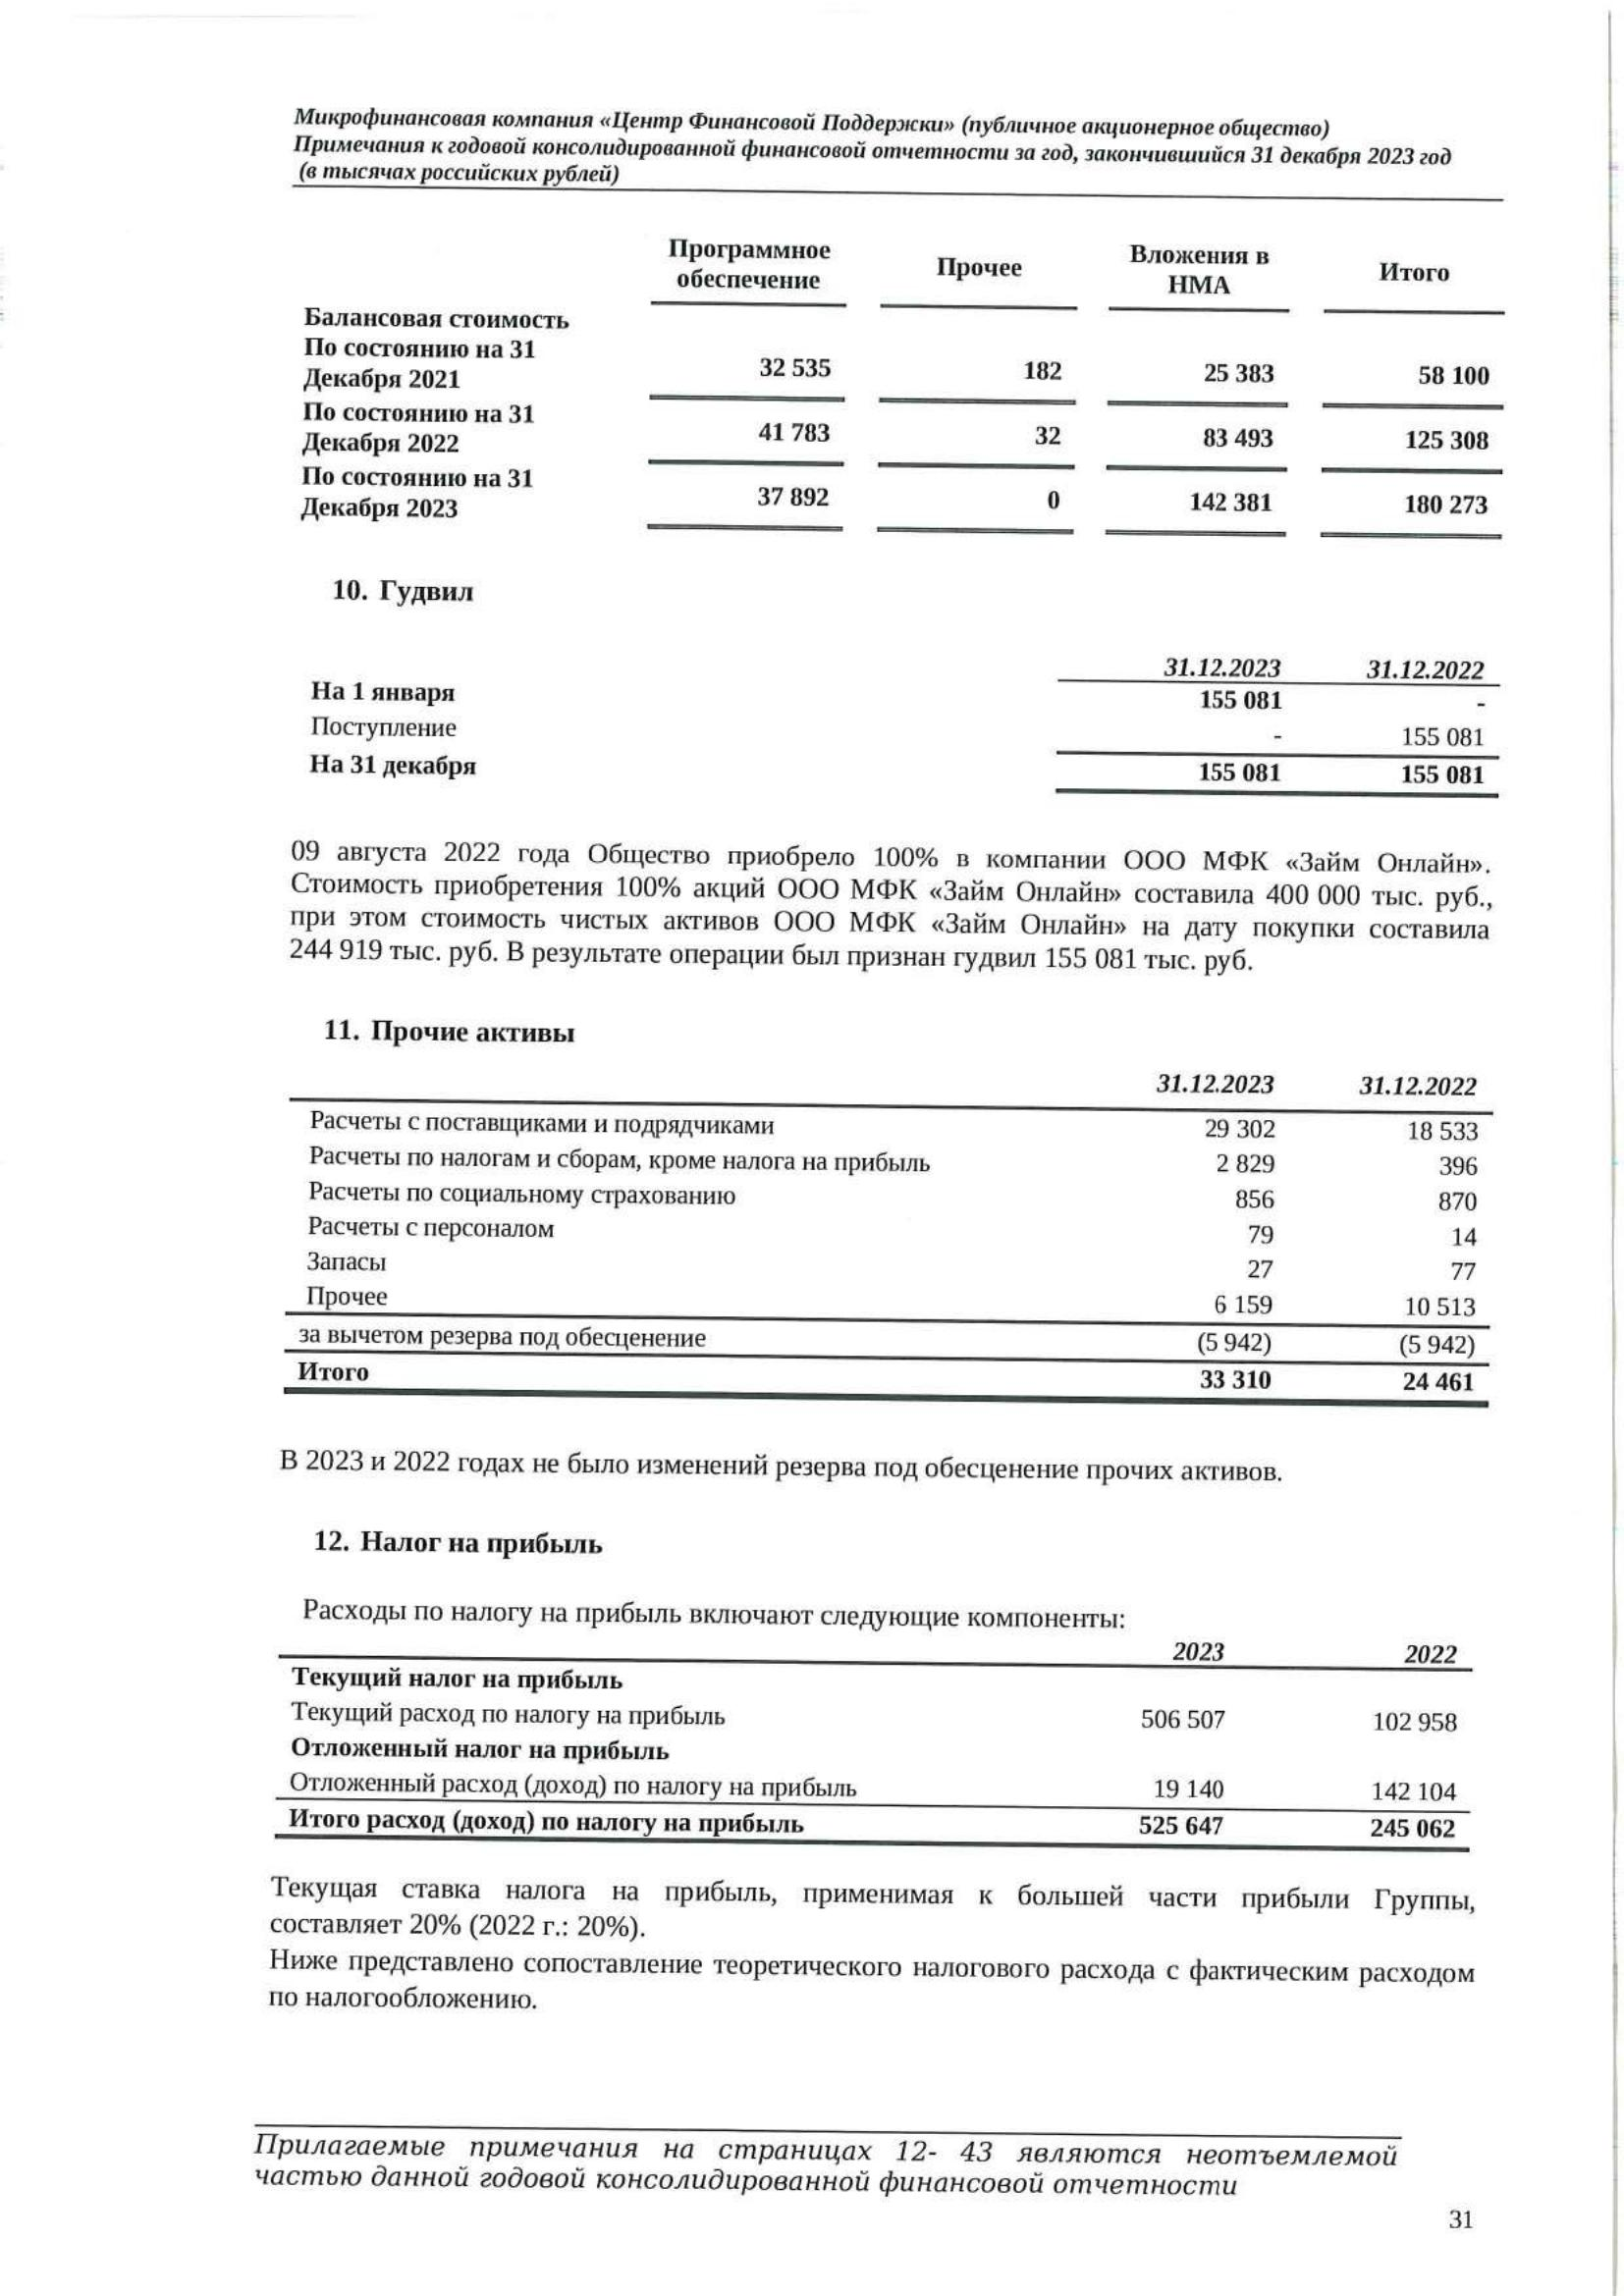 Микрофинансовая компания «Центр Финансовой Поддержки» (публичное акционерное общество)
Примечания к годовой консолидированной финансовой отчетности за год, закончившийся 31 декабря 2023 год
(в тысячах российских рублей)
Программное обеспечение Прочее Вложения в НМА Итого
Балансовая стоимость
По состоянию на 31
Декабря 2021 32 535 182 25 383 58 100
По состоянию на 31
Декабря 2022 41 783 32 83 493 125 308
По состоянию на 31
Декабря 2023 37 892 0 142 381 180 273
10. Гудвил
31.12.2023 31.12.2022
На 1 января 155 081 -
Поступление - 155 081
На 31 декабря 155 081 155 081
09 августа 2022 года Общество приобрело 100% в компании ООО МФК «Займ Онлайн».
Стоимость приобретения 100% акций ООО МФК «Займ Онлайн» составила 400 000 тыс. руб.,
при этом стоимость чистых активов ООО МФК «Займ Онлайн» на дату покупки составила
244 919 тыс. руб. В результате операции был признан гудвил 155 081 тыс. руб.
11. Прочие активы
31.12.2023 31.12.2022
Расчеты с поставщиками и подрядчиками 29 302 18 533
Расчеты по налогам и сборам, кроме налога на прибыль 2 829 396
Расчеты по социальному страхованию 856 870
Расчеты с персоналом 79 14
Запасы 27 77
Прочее 6 159 10 513
за вычетом резерва под обесценение (5 942) (5 942)
Итого 33 310 24 461
В 2023 и 2022 годах не было изменений резерва под обесценение прочих активов.
12. Налог на прибыль
Расходы по налогу на прибыль включают следующие компоненты:
2023 2022
Текущий налог на прибыль
Текущий расход по налогу на прибыль 506 507 102 958
Отложенный налог на прибыль
Отложенный расход (доход) по налогу на прибыль 19 140 142 104
Итого расход (доход) по налогу на прибыль 525 647 245 062
Текущая ставка налога на прибыль, применимая к большей части прибыли Группы,
составляет 20% (2022 г.: 20%).
Ниже представлено сопоставление теоретического налогового расхода с фактическим расходом
по налогообложению.
Прилагаемые примечания на страницах 12- 43 являются неотъемлемой
частью данной годовой консолидированной финансовой отчетности
31